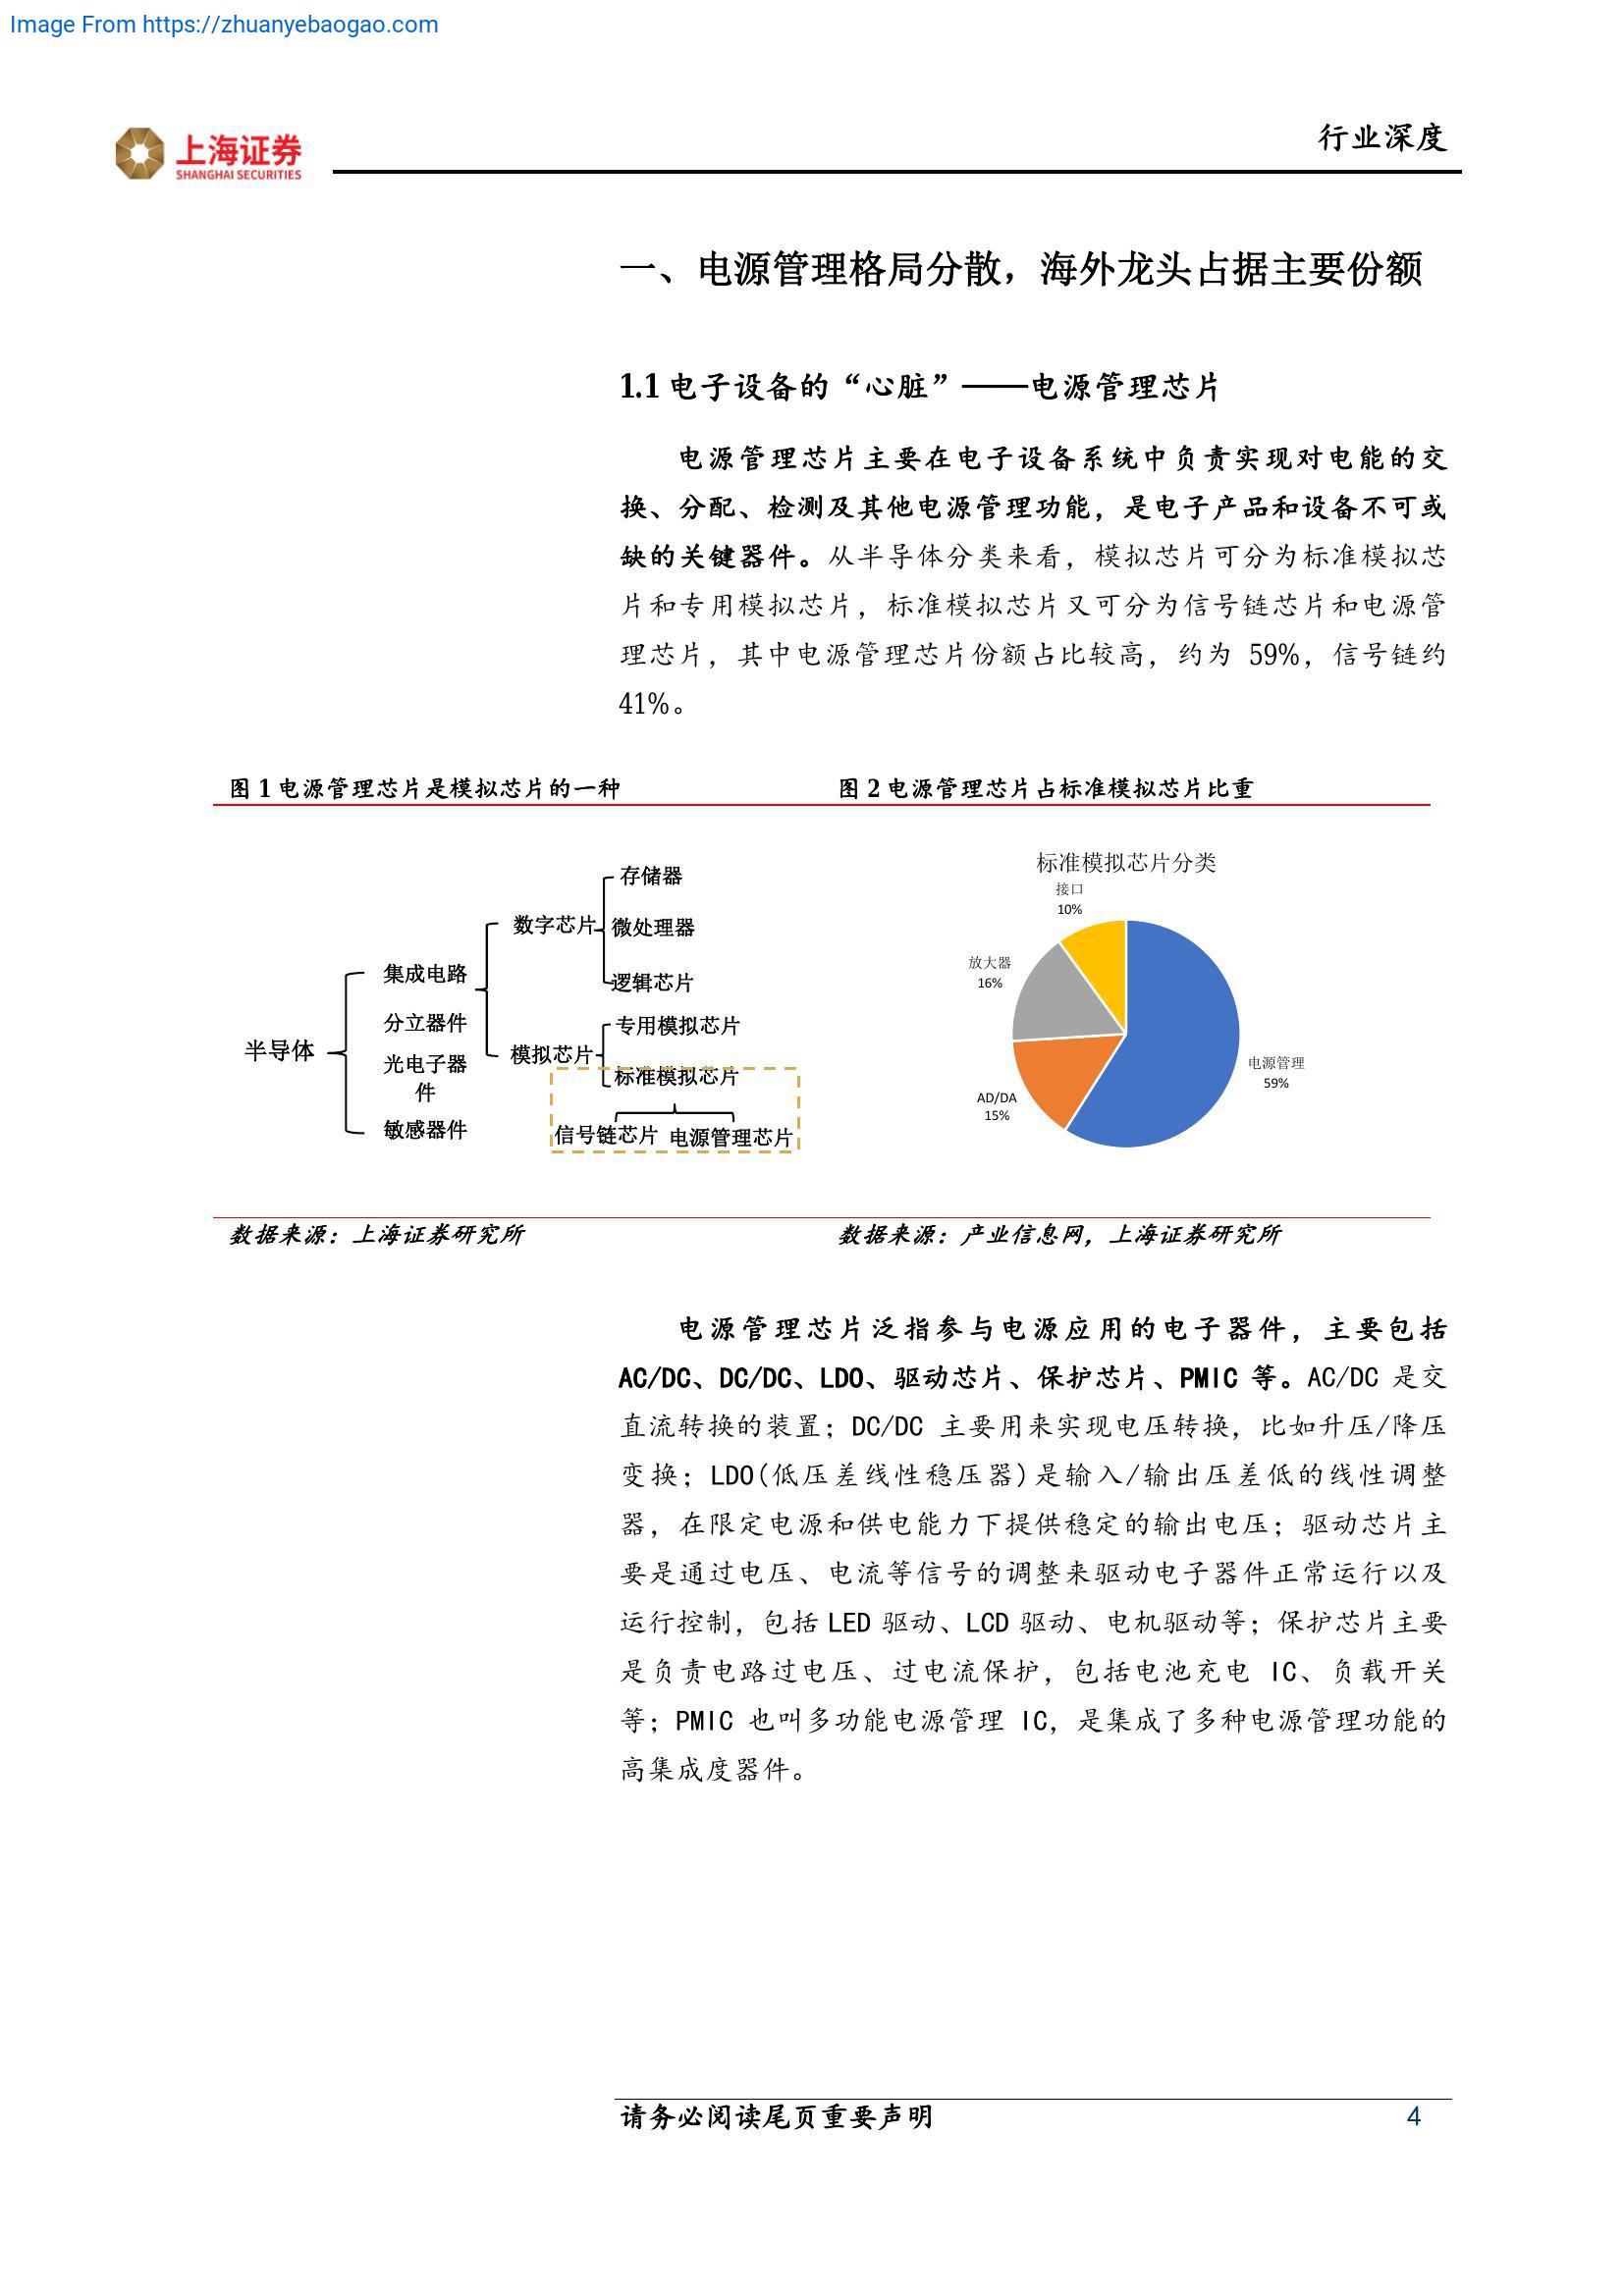 Image From https://zhuanyebaogao.com
上海证券
SHANGHAI SECURITIES
行业深度
一、电源管理格局分散，海外龙头占据主要份额
1.1 电子设备的“心脏”——电源管理芯片
电源管理芯片主要在电子设备系统中负责实现对电能的交
换、分配、检测及其他电源管理功能，是电子产品和设备不可或
缺的关键器件。从半导体分类来看，模拟芯片可分为标准模拟芯
片和专用模拟芯片，标准模拟芯片又可分为信号链芯片和电源管
理芯片，其中电源管理芯片份额占比较高，约为 59%，信号链约
41%。
图 1 电源管理芯片是模拟芯片的一种
半导体
集成电路
分立器件
光电子器
件
敏感器件
数字芯片
模拟芯片
存储器
微处理器
逻辑芯片
专用模拟芯片
标准模拟芯片
信号链芯片 电源管理芯片
数据来源：上海证券研究所
图 2 电源管理芯片占标准模拟芯片比重
标准模拟芯片分类
接口
10%
放大器
16%
AD/DA
15%
电源管理
59%
数据来源：产业信息网，上海证券研究所
电源管理芯片泛指参与电源应用的电子器件，主要包括
AC/DC、DC/DC、LDO、驱动芯片、保护芯片、PMIC 等。AC/DC 是交
直流转换的装置；DC/DC 主要用来实现电压转换，比如升压/降压
变换；LDO(低压差线性稳压器)是输入/输出压差低的线性调整
器，在限定电源和供电能力下提供稳定的输出电压；驱动芯片主
要是通过电压、电流等信号的调整来驱动电子器件正常运行以及
运行控制，包括 LED 驱动、LCD 驱动、电机驱动等；保护芯片主要
是负责电路过电压、过电流保护，包括电池充电 IC、负载开关
等；PMIC 也叫多功能电源管理 IC，是集成了多种电源管理功能的
高集成度器件。
请务必阅读尾页重要声明
4